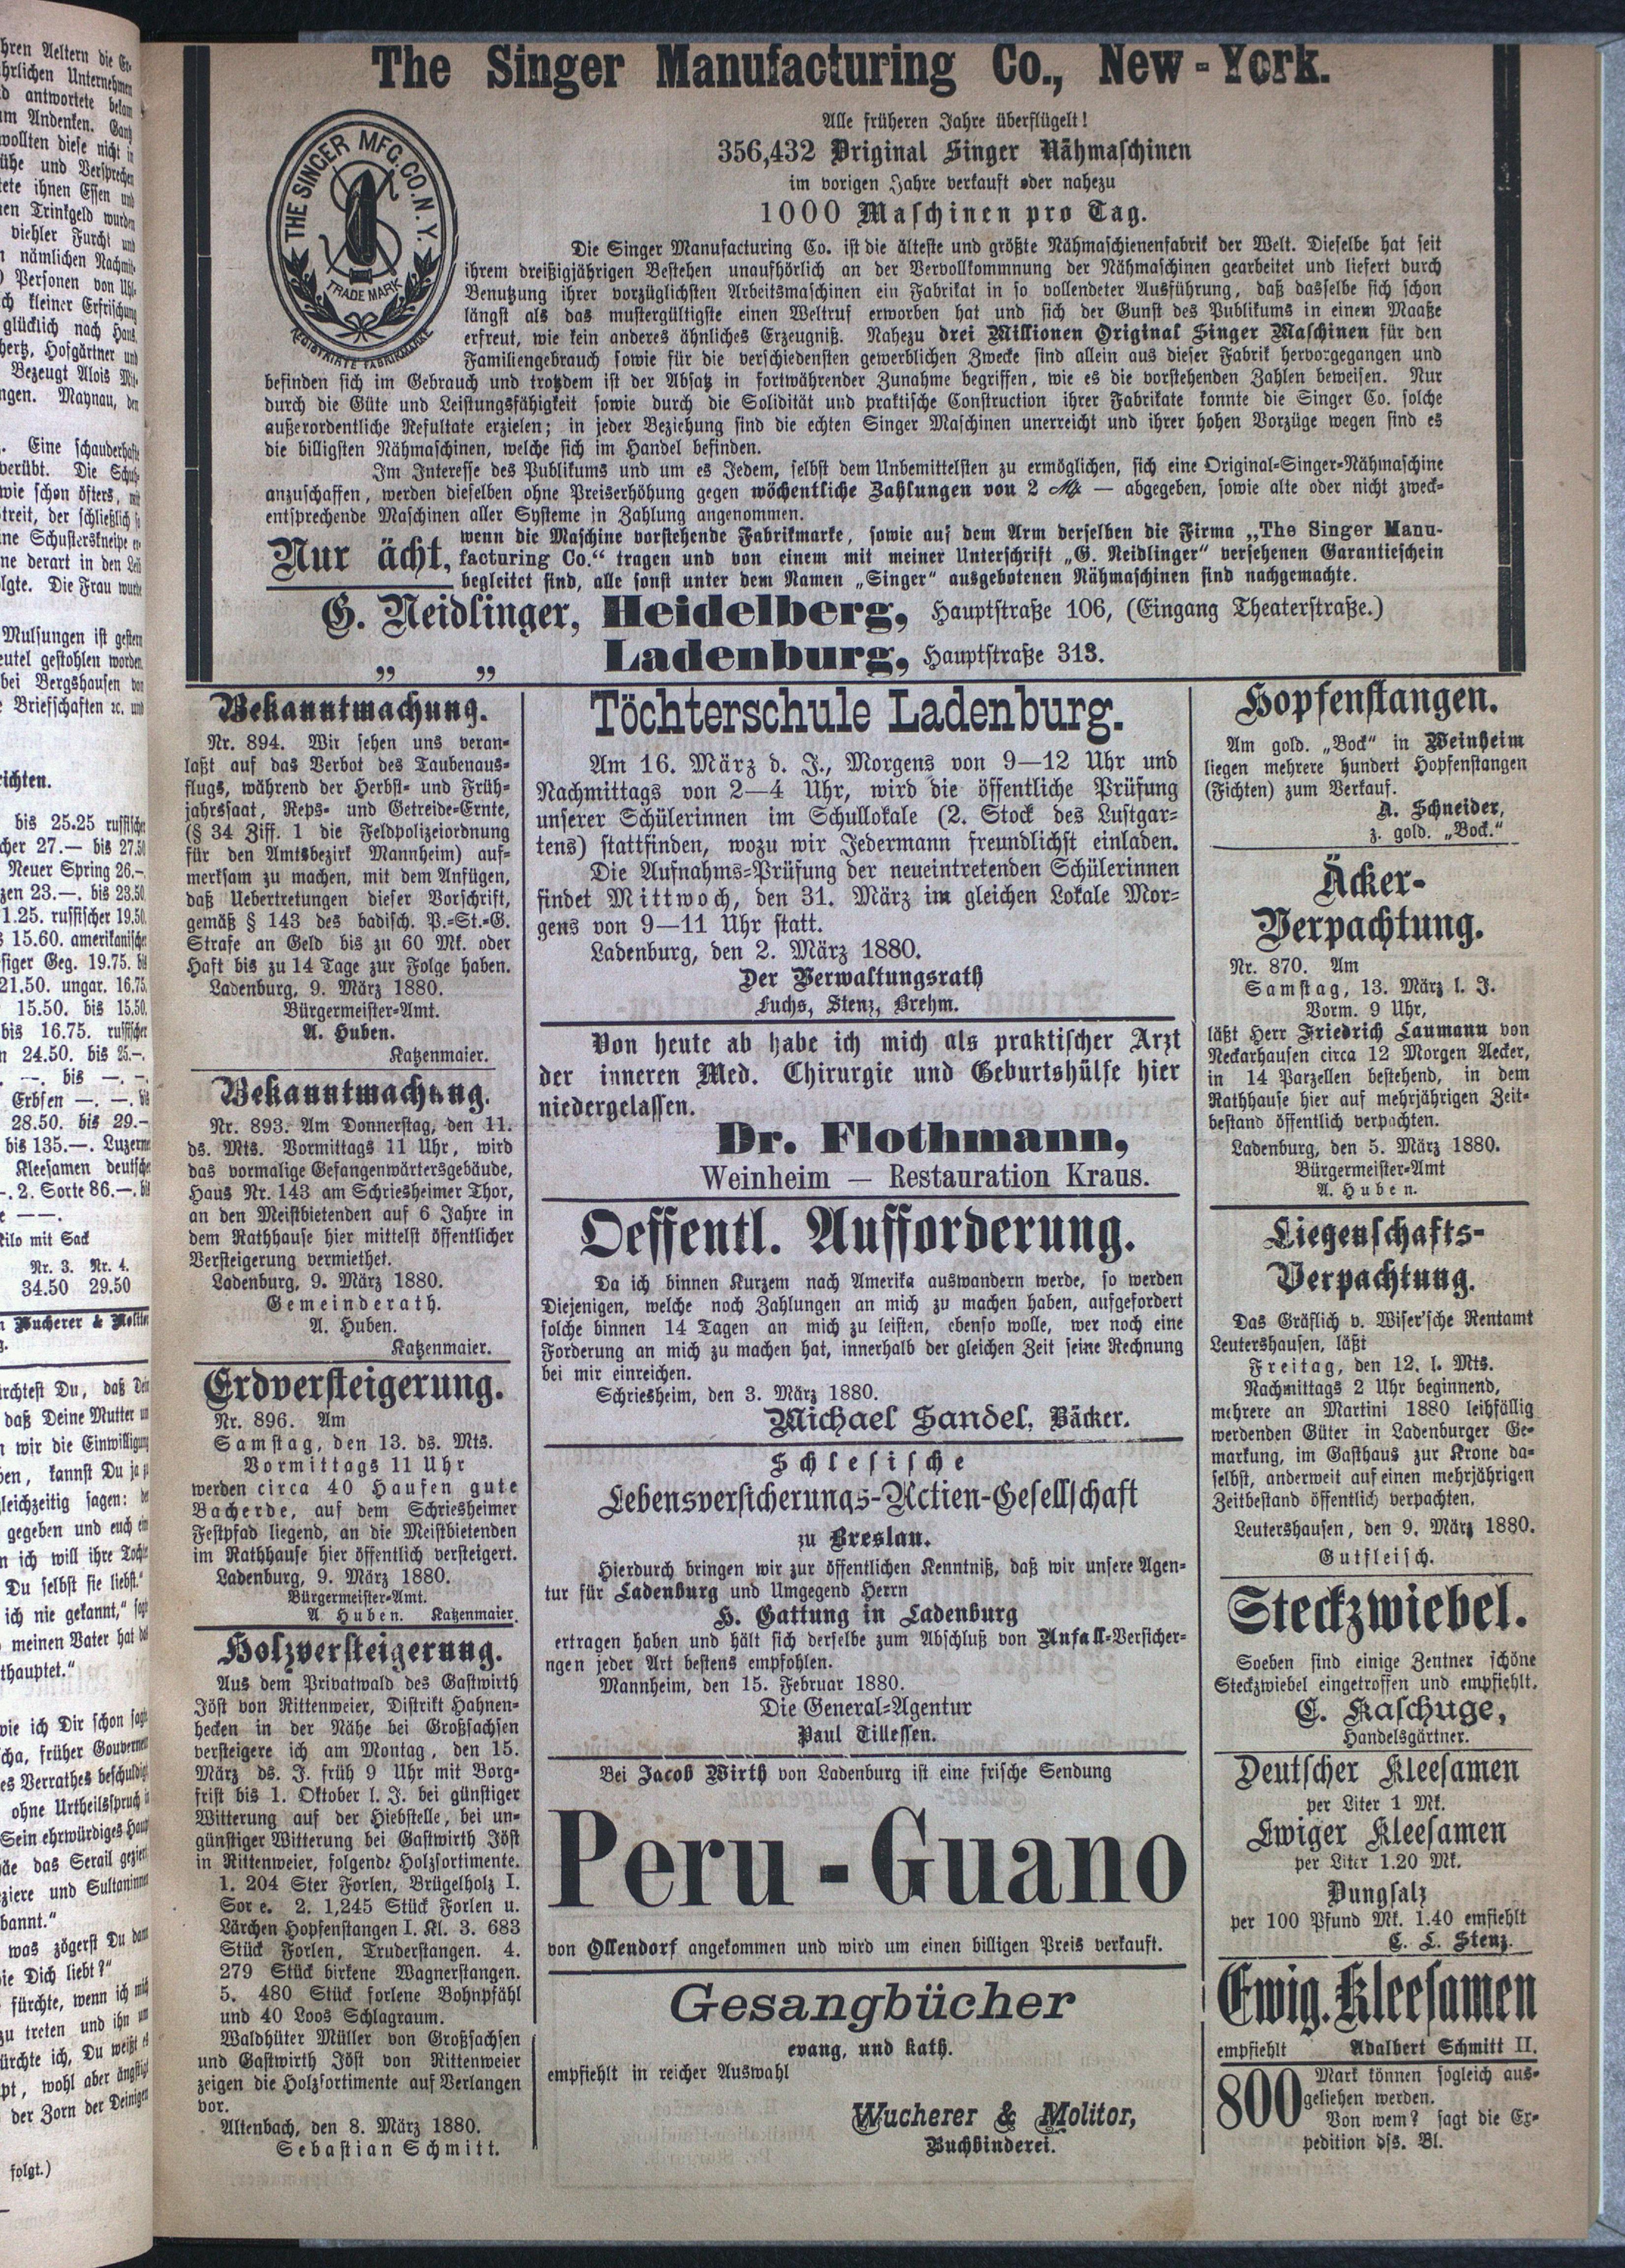 The Singer Manufacturing Co., New-York.
THE SINGER MFG. CO. N.Y.
TRADE MARK
REGISTRIRTE FABRIKMARKE
Alle früheren Jahre überflügelt!
356,432 Original Singer Nähmaschinen
im vorigen Jahre verkauft oder nahezu
1000 Maschinen pro Tag.
Die Singer Manufacturing Co. ist die älteste und größte Nähmaschienenfabrik der Welt. Dieselbe hat seit
ihrem dreißigjährigen Bestehen unaufhörlich an der Vervollkommnung der Nähmaschinen gearbeitet und liefert durch
Benutzung ihrer vorzüglichsten Arbeitsmaschinen ein Fabrikat in so vollendeter Ausführung, daß dasselbe sich schon
längst als das mustergültigste einen Weltruf erworben hat und sich der Gunst des Publikums in einem Maaße
erfreut, wie kein anderes ähnliches Erzeugniß. Nahezu drei Millionen Original Singer Maschinen für den
Familiengebrauch sowie für die verschiedensten gewerblichen Zwecke sind allein aus dieser Fabrik hervorgegangen und
befinden sich im Gebrauch und trotzdem ist der Absatz in fortwährender Zunahme begriffen, wie es die vorstehenden Zahlen beweisen. Nur
durch die Güte und Leistungsfähigkeit sowie durch die Solidität und praktische Construction ihrer Fabrikate konnte die Singer Co. solche
außerordentliche Resultate erzielen; in jeder Beziehung sind die echten Singer Maschinen unerreicht und ihrer hohen Vorzüge wegen sind es
die billigsten Nähmaschinen, welche sich im Handel befinden.
Im Interesse des Publikums und um es Jedem, selbst dem Unbemittelsten zu ermöglichen, sich eine Original-Singer-Nähmaschine
anzuschaffen, werden dieselben ohne Preiserhöhung gegen wöchentliche Zahlungen von 2 ℳ — abgegeben, sowie alte oder nicht zweck-
entsprechende Maschinen aller Systeme in Zahlung angenommen.
Nur ächt, wenn die Maschine vorstehende Fabrikmarke, sowie auf dem Arm derselben die Firma „The Singer Manu-
facturing Co.“ tragen und von einem mit meiner Unterschrift „G. Neidlinger“ versehenen Garantieschein
begleitet sind, alle sonst unter dem Namen „Singer“ ausgebotenen Nähmaschinen sind nachgemachte.
G. Neidlinger, Heidelberg, Hauptstraße 106, (Eingang Theaterstraße.)
„ „ Ladenburg, Hauptstraße 313.
Bekanntmachung.
Nr. 894. Wir sehen uns veran-
laßt auf das Verbot des Taubenaus-
flugs, während der Herbst- und Früh-
jahrssaat, Reps- und Getreide-Ernte,
(§ 34 Ziff. 1 die Feldpolizeiordnung
für den Amtsbezirk Mannheim) auf-
merksam zu machen, mit dem Anfügen,
daß Uebertretungen dieser Vorschrift,
gemäß § 143 des badisch. P.-St.-G.
Strafe an Geld bis zu 60 Mk. oder
Haft bis zu 14 Tage zur Folge haben.
Ladenburg, 9. März 1880.
Bürgermeister-Amt.
A. Huben.
Katzenmaier.
Bekanntmachung.
Nr. 893. Am Donnerstag, den 11.
ds. Mts. Vormittags 11 Uhr, wird
das vormalige Gefangenwärtersgebäude,
Haus Nr. 143 am Schriesheimer Thor,
an den Meistbietenden auf 6 Jahre in
dem Rathhause hier mittelst öffentlicher
Versteigerung vermiethet.
Ladenburg, 9. März 1880.
Gemeinderath.
A. Huben.
Katzenmaier.
Erdversteigerung.
Nr. 896. Am
Samstag, den 13. ds. Mts.
Vormittags 11 Uhr
werden circa 40 Haufen gute
Bacherde, auf dem Schriesheimer
Festpfad liegend, an die Meistbietenden
im Rathhause hier öffentlich versteigert.
Ladenburg, 9. März 1880.
Bürgermeister-Amt.
A Huben. Katzenmaier.
Holzversteigerung.
Aus dem Privatwald des Gastwirth
Jöst von Rittenweier, Distrikt Hahnen-
hecken in der Nähe bei Großsachsen
versteigere ich am Montag, den 15.
März ds. J. früh 9 Uhr mit Borg-
frist bis 1. Oktober l. J. bei günstiger
Witterung auf der Hiebstelle, bei un-
günstiger Witterung bei Gastwirth Jöst
in Rittenweier, folgende Holzsortimente.
1. 204 Ster Forlen, Brügelholz I.
Sor e. 2. 1,245 Stück Forlen u.
Lärchen Hopfenstangen I. Kl. 3. 683
Stück Forlen, Truderstangen. 4.
279 Stück birkene Wagnerstangen.
5. 480 Stück forlene Bohnpfähl
und 40 Loos Schlagraum.
Waldhüter Müller von Großsachsen
und Gastwirth Jöst von Rittenweier
zeigen die Holzsortimente auf Verlangen
vor.
Altenbach, den 8. März 1880.
Sebastian Schmitt.
Töchterschule Ladenburg.
Am 16. März d. J., Morgens von 9—12 Uhr und
Nachmittags von 2—4 Uhr, wird die öffentliche Prüfung
unserer Schülerinnen im Schullokale (2. Stock des Lustgar-
tens) stattfinden, wozu wir Jedermann freundlichst einladen.
Die Aufnahms-Prüfung der neueintretenden Schülerinnen
findet Mittwoch, den 31. März im gleichen Lokale Mor-
gens von 9—11 Uhr statt.
Ladenburg, den 2. März 1880.
Der Verwaltungsrath
Fuchs, Stenz, Brehm.
Von heute ab habe ich mich als praktischer Arzt
der inneren Med. Chirurgie und Geburtshülfe hier
niedergelassen.
Dr. Flothmann,
Weinheim — Restauration Kraus.
Oeffentl. Aufforderung.
Da ich binnen Kurzem nach Amerika auswandern werde, so werden
Diejenigen, welche noch Zahlungen an mich zu machen haben, aufgefordert
solche binnen 14 Tagen an mich zu leisten, ebenso wolle, wer noch eine
Forderung an mich zu machen hat, innerhalb der gleichen Zeit seine Rechnung
bei mir einreichen.
Schriesheim, den 3. März 1880.
Michael Sandel, Bäcker.
Schlesische
Lebensversicherungs-Actien-Gesellschaft
zu Breslau.
Hierdurch bringen wir zur öffentlichen Kenntniß, daß wir unsere Agen-
tur für Ladenburg und Umgegend Herrn
H. Gattung in Ladenburg
ertragen haben und hält sich derselbe zum Abschluß von Unfall-Versicher-
ngen jeder Art bestens empfohlen.
Mannheim, den 15. Februar 1880.
Die General-Agentur
Paul Tillessen.
Bei Jacob Wirth von Ladenburg ist eine frische Sendung
Peru-Guano
von Ollendorf angekommen und wird um einen billigen Preis verkauft.
Gesangbücher
evang, und kath.
empfiehlt in reicher Auswahl
Wucherer & Molitor,
Buchbinderei.
Hopfenstangen.
Am gold. „Bock“ in Weinheim
liegen mehrere hundert Hopfenstangen
(Fichten) zum Verkauf.
A. Schneider,
z. gold. „Bock.“
Äcker-
Verpachtung.
Nr. 870. Am
Samstag, 13. März l. J.
Vorm. 9 Uhr,
läßt Herr Friedrich Laumann von
Neckarhausen circa 12 Morgen Aecker,
in 14 Parzellen bestehend, in dem
Rathhause hier auf mehrjährigen Zeit-
bestand öffentlich verpachten.
Ladenburg, den 5. März 1880.
Bürgermeister-Amt
A. Huben.
Liegenschafts-
Verpachtung.
Das Gräflich v. Wiser'sche Rentamt
Leutershausen, läßt
Freitag, den 12. l. Mts.
Nachmittags 2 Uhr beginnend,
mehrere an Martini 1880 leihfällig
werdenden Güter in Ladenburger Ge-
markung, im Gasthaus zur Krone da-
selbst, anderweit auf einen mehrjährigen
Zeitbestand öffentlich verpachten.
Leutershausen, den 9. März 1880.
Gutfleisch.
Steckzwiebel.
Soeben sind einige Zentner schöne
Steckzwiebel eingetroffen und empfiehlt.
C. Kaschuge,
Handelsgärtner.
Deutscher Kleesamen
per Liter 1 Mk.
Ewiger Kleesamen
per Liter 1.20 Mk.
Dungsalz
per 100 Pfund Mk. 1.40 emfiehlt
C. L. Stenz.
Ewig. Kleesamen
empfiehlt Adalbert Schmitt II.
800 Mark können sogleich aus-
geliehen werden.
Von wem? sagt die Ex-
pedition dss. Bl.